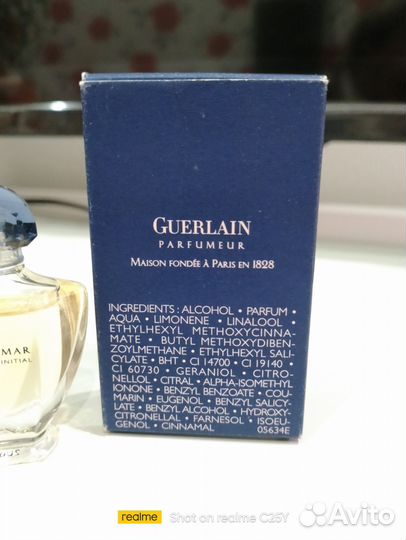 GUERLAIN
PARFUMEUR
MAISON FONDÉE À PARIS EN 1828
INGREDIENTS : ALCOHOL • PARFUM •
AQUA • LIMONENE • LINALOOL •
ETHYLHEXYL METHOXYCINNA-
MATE • BUTYL METHOXYDIBEN-
ZOYLMETHANE • ETHYLHEXYL SALI-
CYLATE • BHT • CI 14700 • CI 19140 •
CI 60730 • GERANIOL • CITRO-
NELLOL • CITRAL • ALPHA-ISOMETHYL
IONONE • BENZYL BENZOATE • COU-
MARIN • EUGENOL • BENZYL SALICY-
LATE • BENZYL ALCOHOL • HYDROXY-
CITRONELLAL • FARNESOL • ISOEU-
GENOL • CINNAMAL 05634E
MAR
INITIAL
realme Shot on realme C25Y
Avito